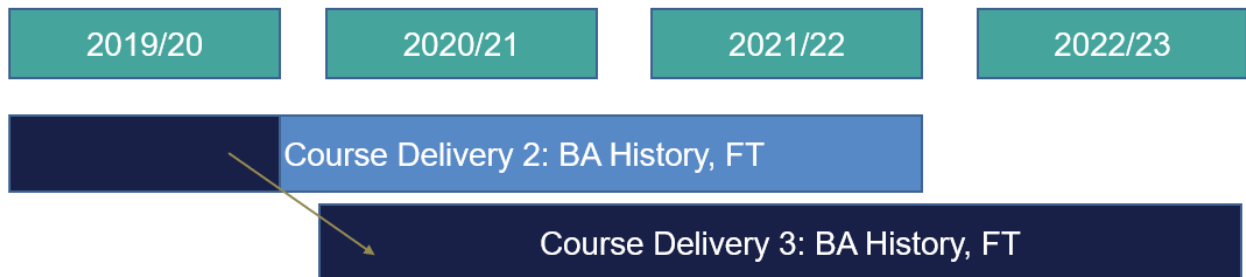 2019/20
2020/21
2021/22
2022/23
Course Delivery 2: BA History, FT
Course Delivery 3: BA History, FT